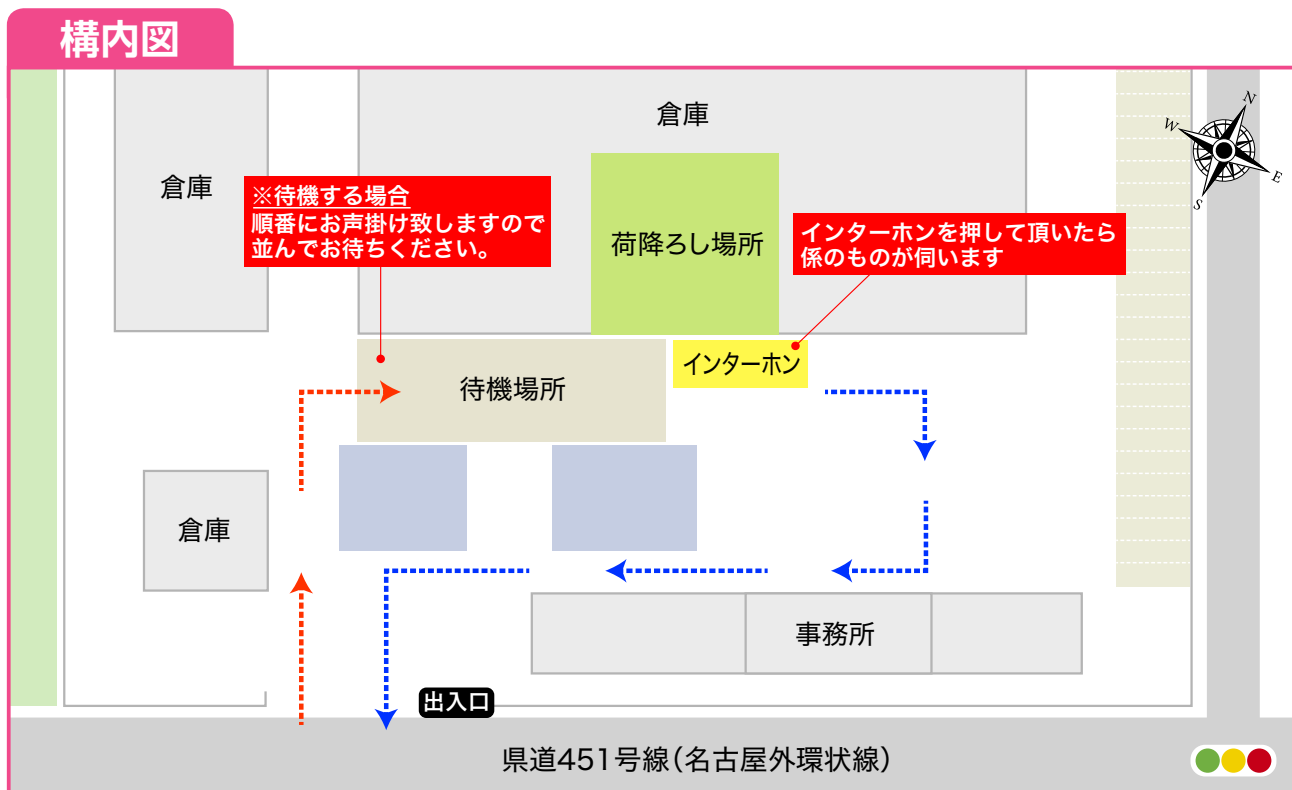 構内図
倉庫
倉庫
※待機する場合
順番にお声掛け致しますので
並んでお待ちください。
荷降ろし場所
インターホンを押して頂いたら
係のものが伺います
N
W
E
S
インターホン
待機場所
倉庫
事務所
出入口
県道451号線(名古屋外環状線)